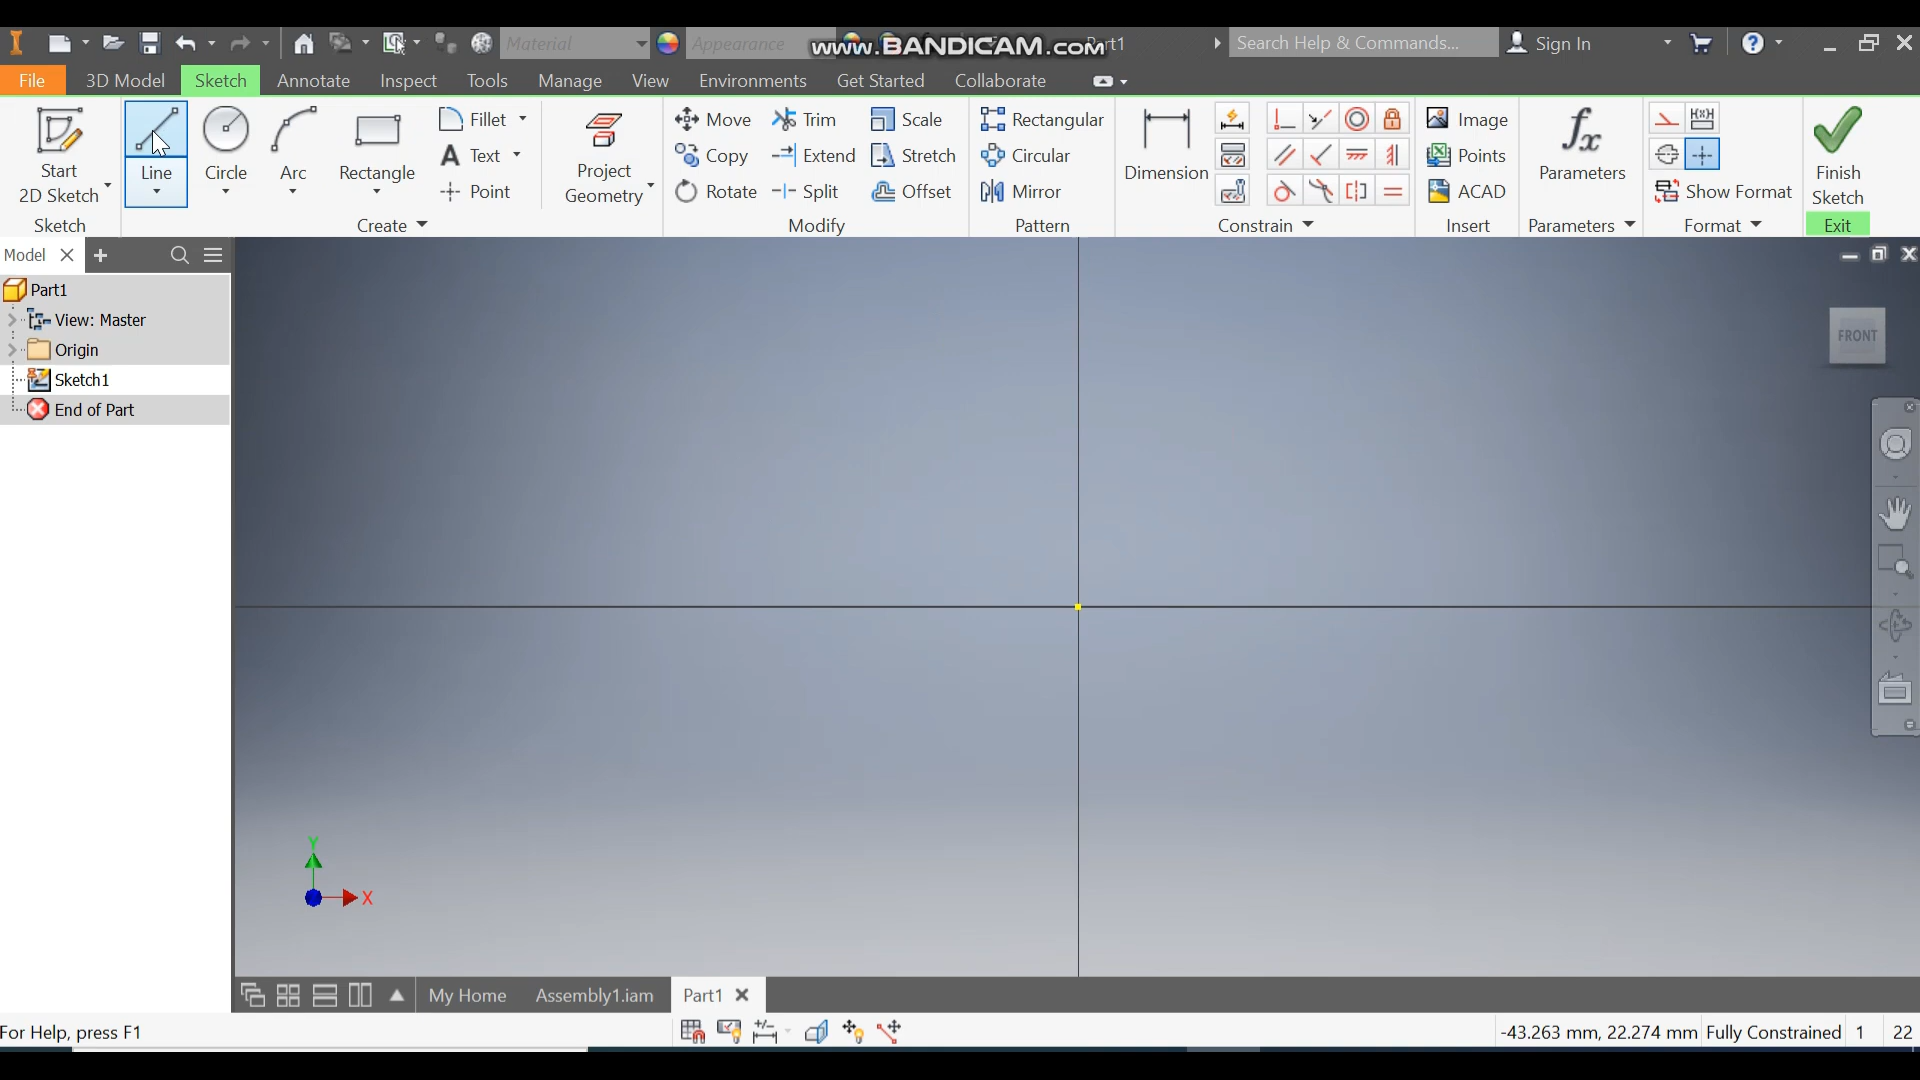 Material
Appearance
www.BANDICAM.com
Part1
Search Help & Commands...
Sign In
File
3D Model
Sketch
Annotate
Inspect
Tools
Manage
View
Environments
Get Started
Collaborate
Start
2D Sketch
Sketch
Line
Circle
Arc
Rectangle
Fillet
Text
Point
Create
Project
Geometry
Move
Copy
Rotate
Trim
Extend
Split
Scale
Stretch
Offset
Modify
Rectangular
Circular
Mirror
Pattern
Dimension
Constrain
Image
Points
ACAD
Insert
fx
Parameters
Parameters
Show Format
Format
Finish
Sketch
Exit
Model
Part1
View: Master
Origin
Sketch1
End of Part
FRONT
Y
X
My Home
Assembly1.iam
Part1
For Help, press F1
-43.263 mm, 22.274 mm
Fully Constrained
1
22